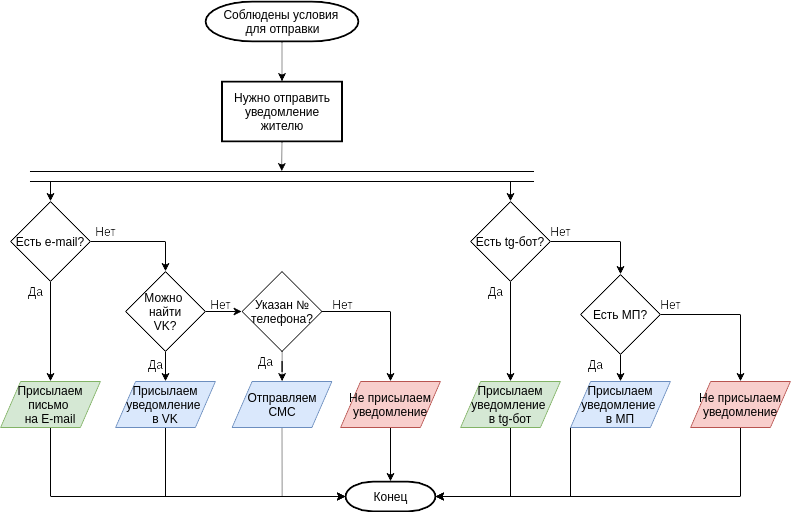 Соблюдены условия
для отправки
Нужно отправить
уведомление
жителю
Есть e-mail?
Нет
Да
Можно
найти
VK?
Нет
Да
Указан №
телефона?
Нет
Да
Есть tg-бот?
Нет
Да
Есть МП?
Нет
Да
Присылаем
письмо
на E-mail
Присылаем
уведомление
в VK
Отправляем
СМС
Не присылаем
уведомление
Присылаем
уведомление
в tg-бот
Присылаем
уведомление
в МП
Не присылаем
уведомление
Конец